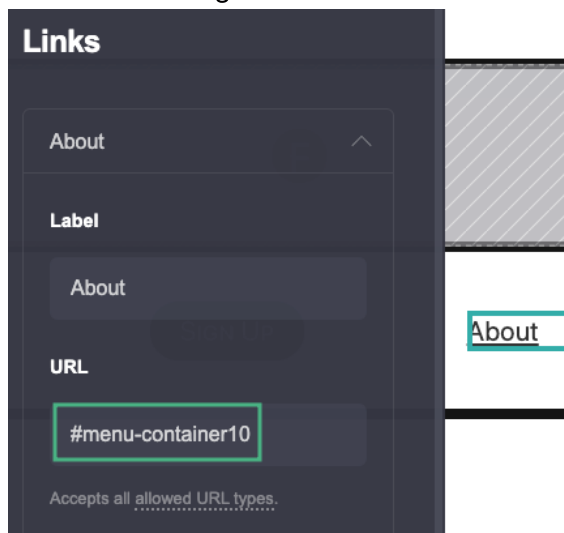 Links
About
Label
About
About
URL
#menu-container10
Accepts all allowed URL types.